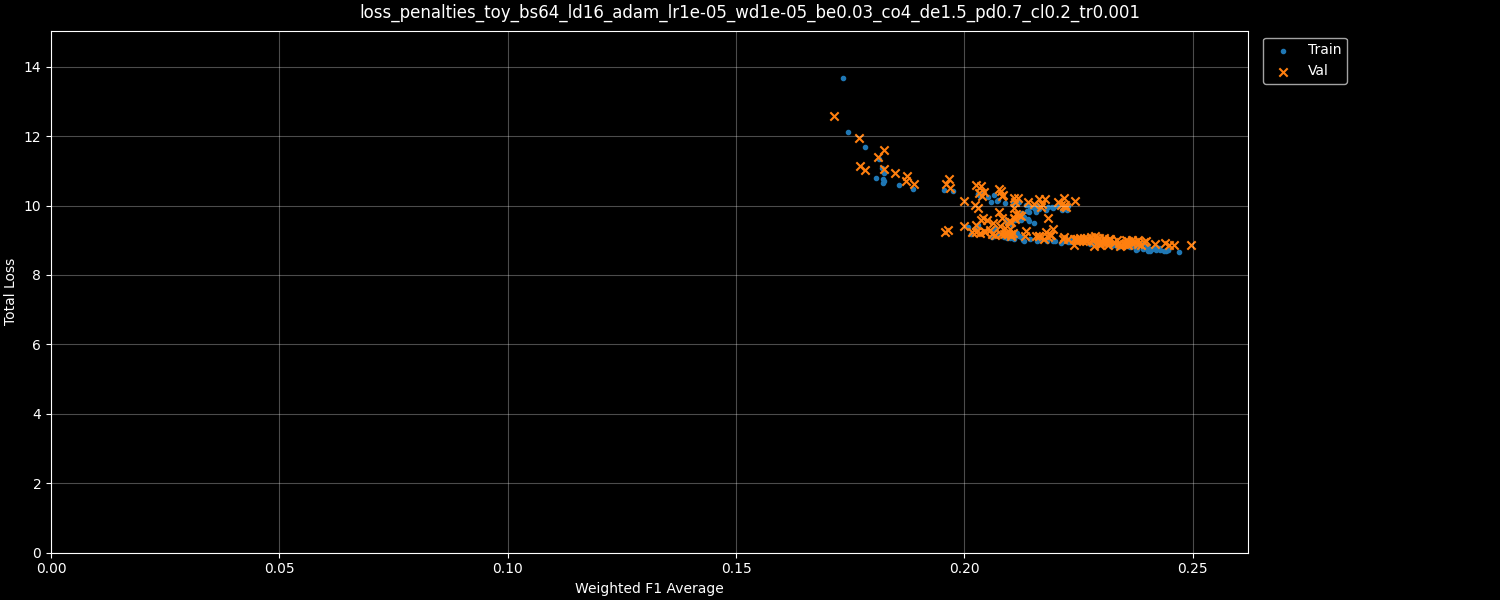 loss_penalties_toy_bs64_ld16_adam_lr1e-05_wd1e-05_be0.03_co4_de1.5_pd0.7_cl0.2_tr0.001
Train
Val
14
12
10
8
6
4
2
0
Total Loss
0.00
0.05
0.10
0.15
0.20
0.25
Weighted F1 Average